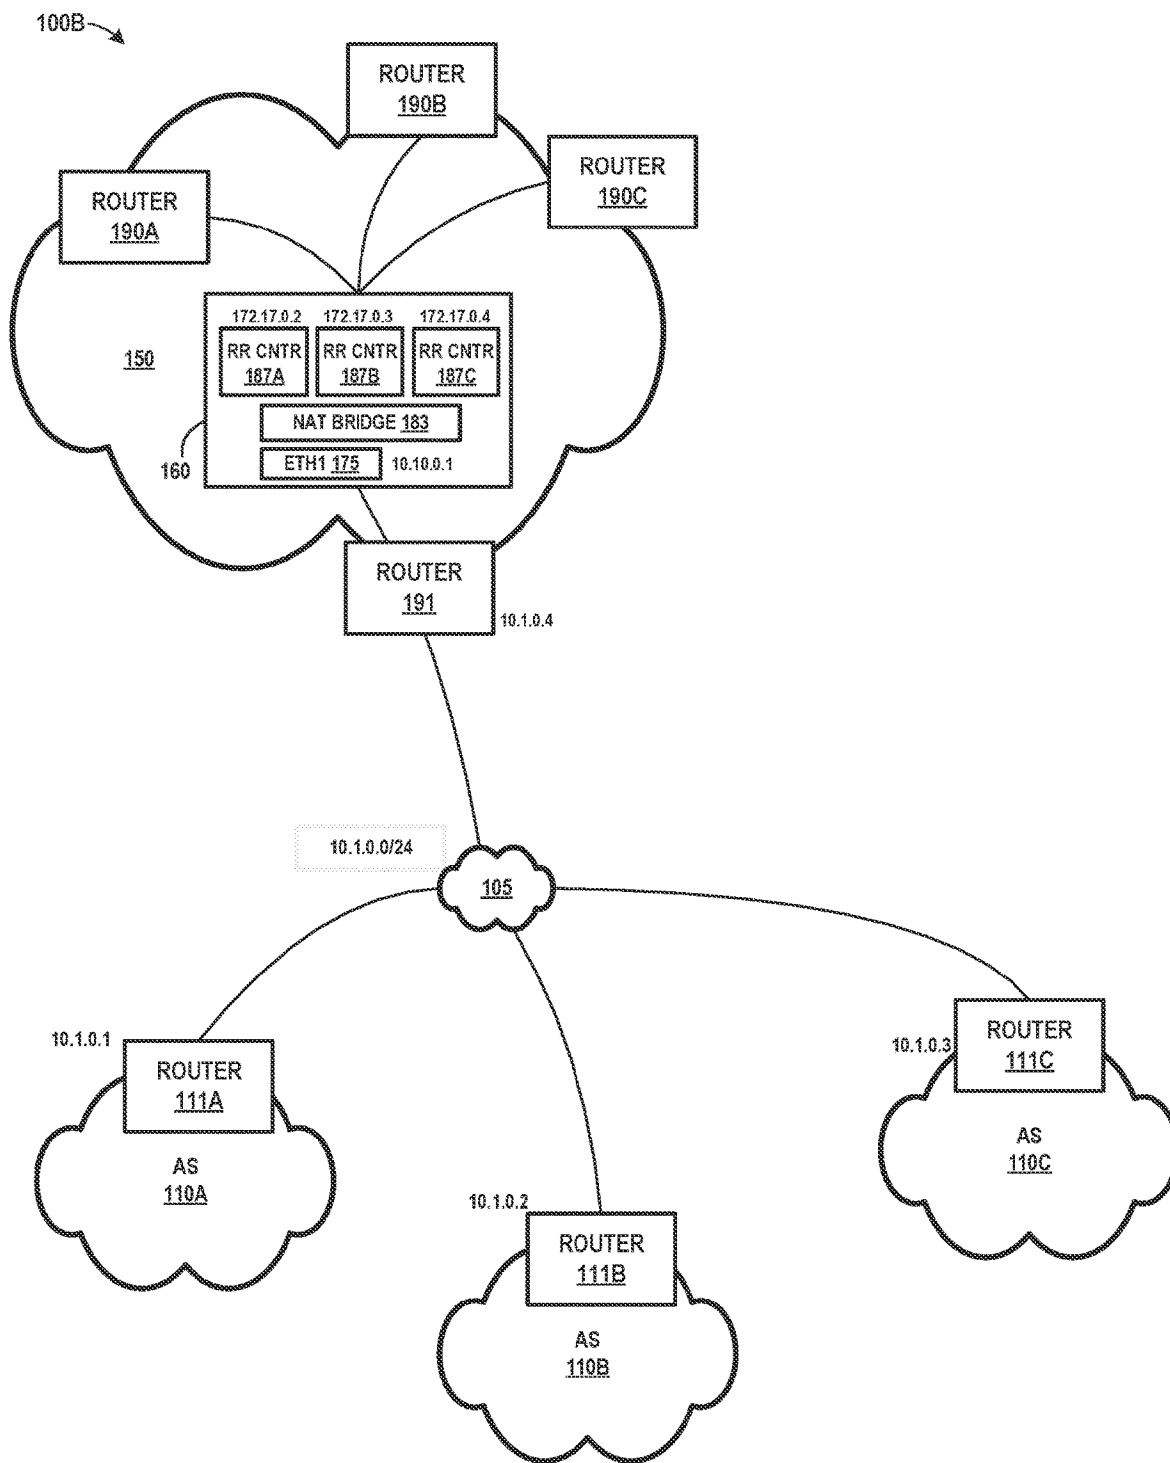 100B
ROUTER
190B
ROUTER
190C
ROUTER
190A
172.17.0.2 172.17.0.3 172.17.0.4
RR CNTR RR CNTR RR CNTR
187A 187B 187C
150
NAT BRIDGE 183
160
ETH1 175 10.10.0.1
ROUTER
191
10.1.0.4
10.1.0.0/24
105
10.1.0.1
ROUTER
111A
AS
110A
10.1.0.3
ROUTER
111C
AS
110C
10.1.0.2
ROUTER
111B
AS
110B